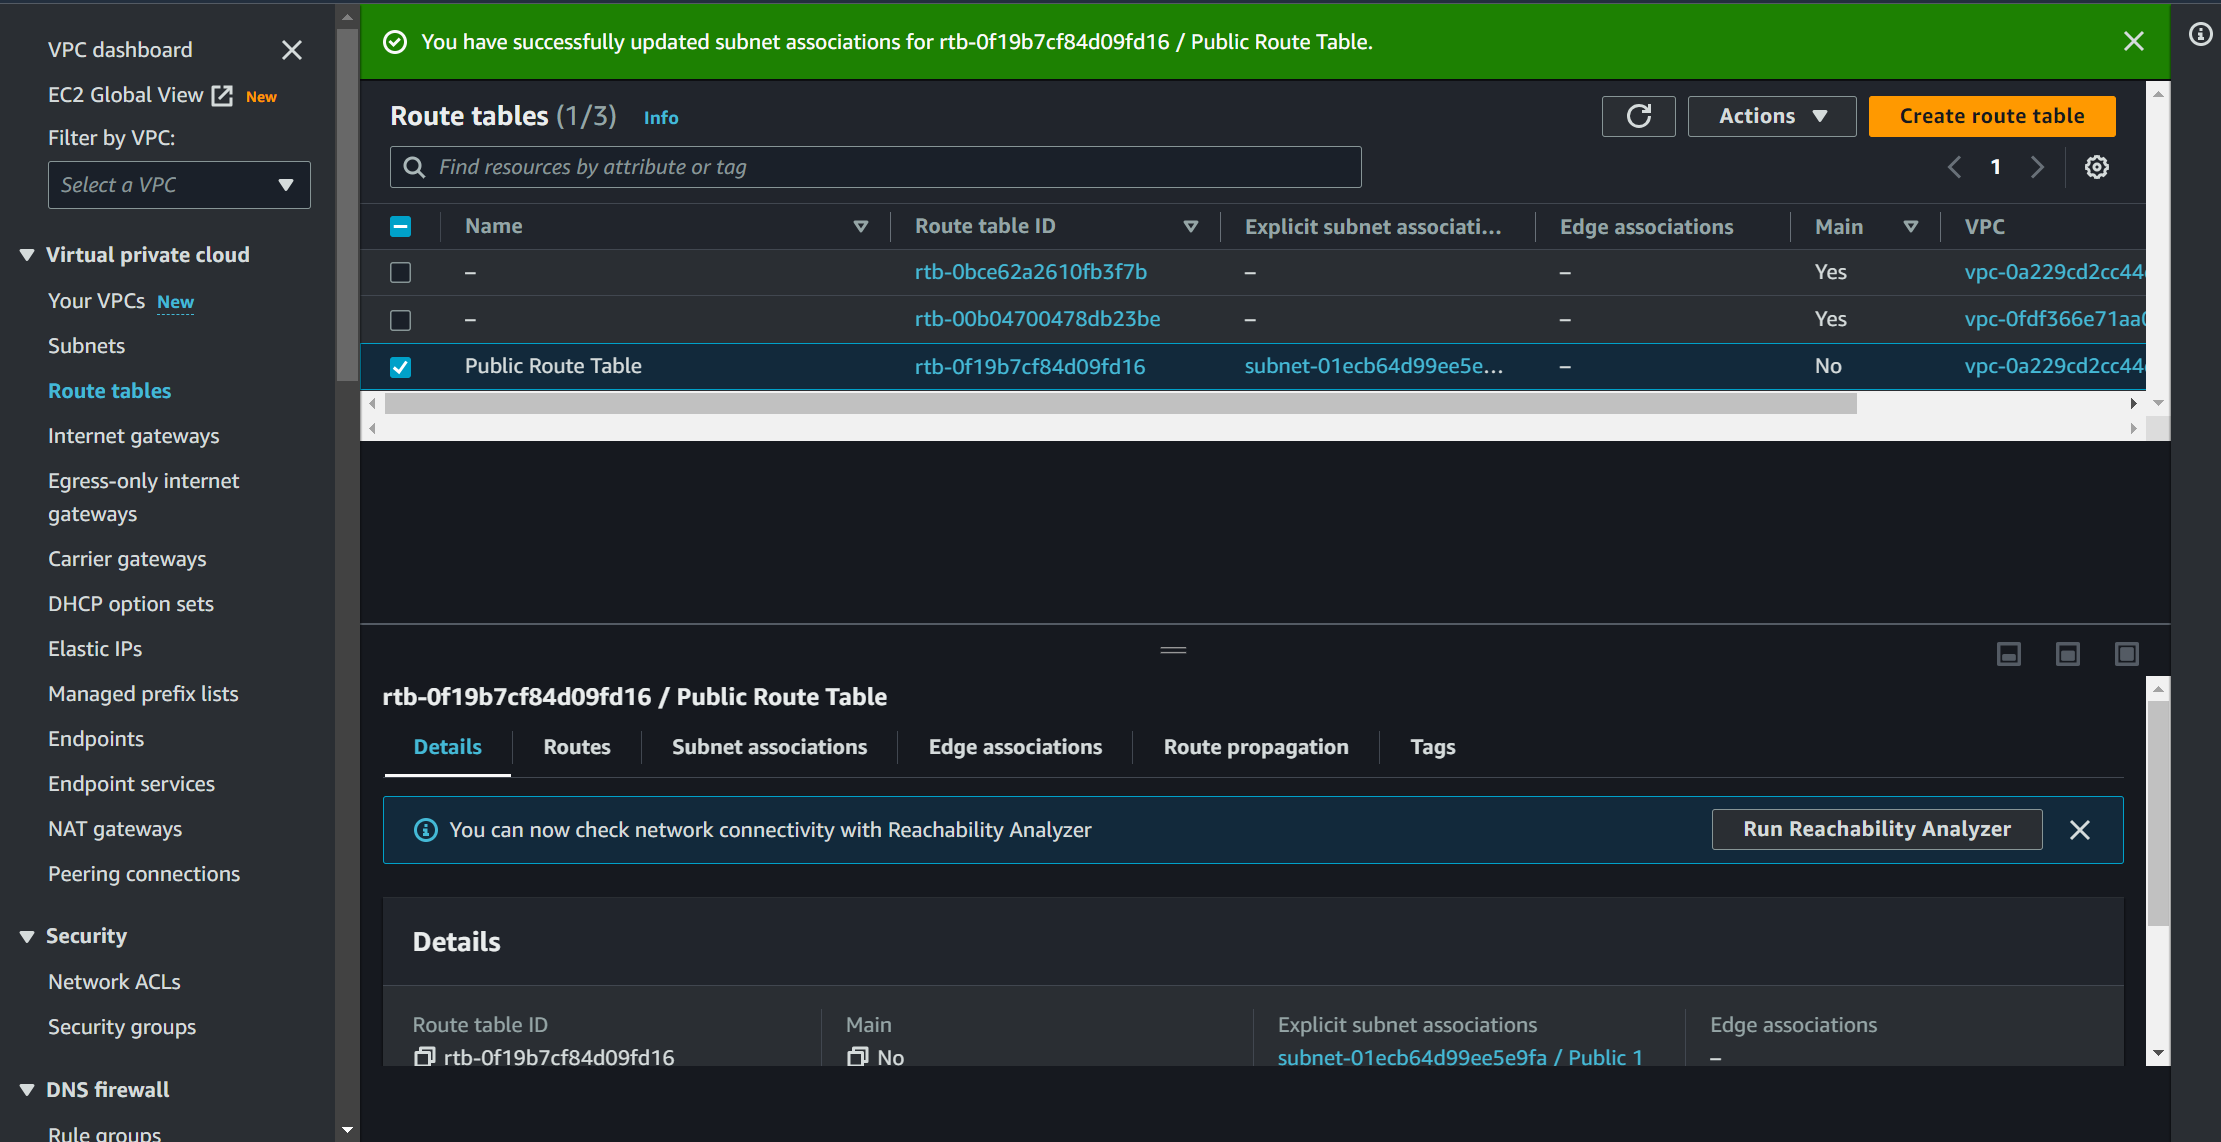 VPC dashboard
EC2 Global View New
Filter by VPC:
Select a VPC
Virtual private cloud
Your VPCs New
Subnets
Route tables
Internet gateways
Egress-only internet
gateways
Carrier gateways
DHCP option sets
Elastic IPs
Managed prefix lists
Endpoints
Endpoint services
NAT gateways
Peering connections
Security
Network ACLs
Security groups
DNS firewall
Rule groups
You have successfully updated subnet associations for rtb-0f19b7cf84d09fd16 / Public Route Table.
Route tables (1/3) Info
Actions
Create route table
Find resources by attribute or tag
1
Name Route table ID Explicit subnet associati... Edge associations Main VPC
– rtb-0bce62a2610fb3f7b – – Yes vpc-0a229cd2cc44
– rtb-00b04700478db23be – – Yes vpc-0fdf366e71aa0
Public Route Table rtb-0f19b7cf84d09fd16 subnet-01ecb64d99ee5e... – No vpc-0a229cd2cc44
rtb-0f19b7cf84d09fd16 / Public Route Table
Details Routes Subnet associations Edge associations Route propagation Tags
You can now check network connectivity with Reachability Analyzer
Run Reachability Analyzer
Details
Route table ID Main Explicit subnet associations Edge associations
rtb-0f19b7cf84d09fd16 No subnet-01ecb64d99ee5e9fa / Public 1 –